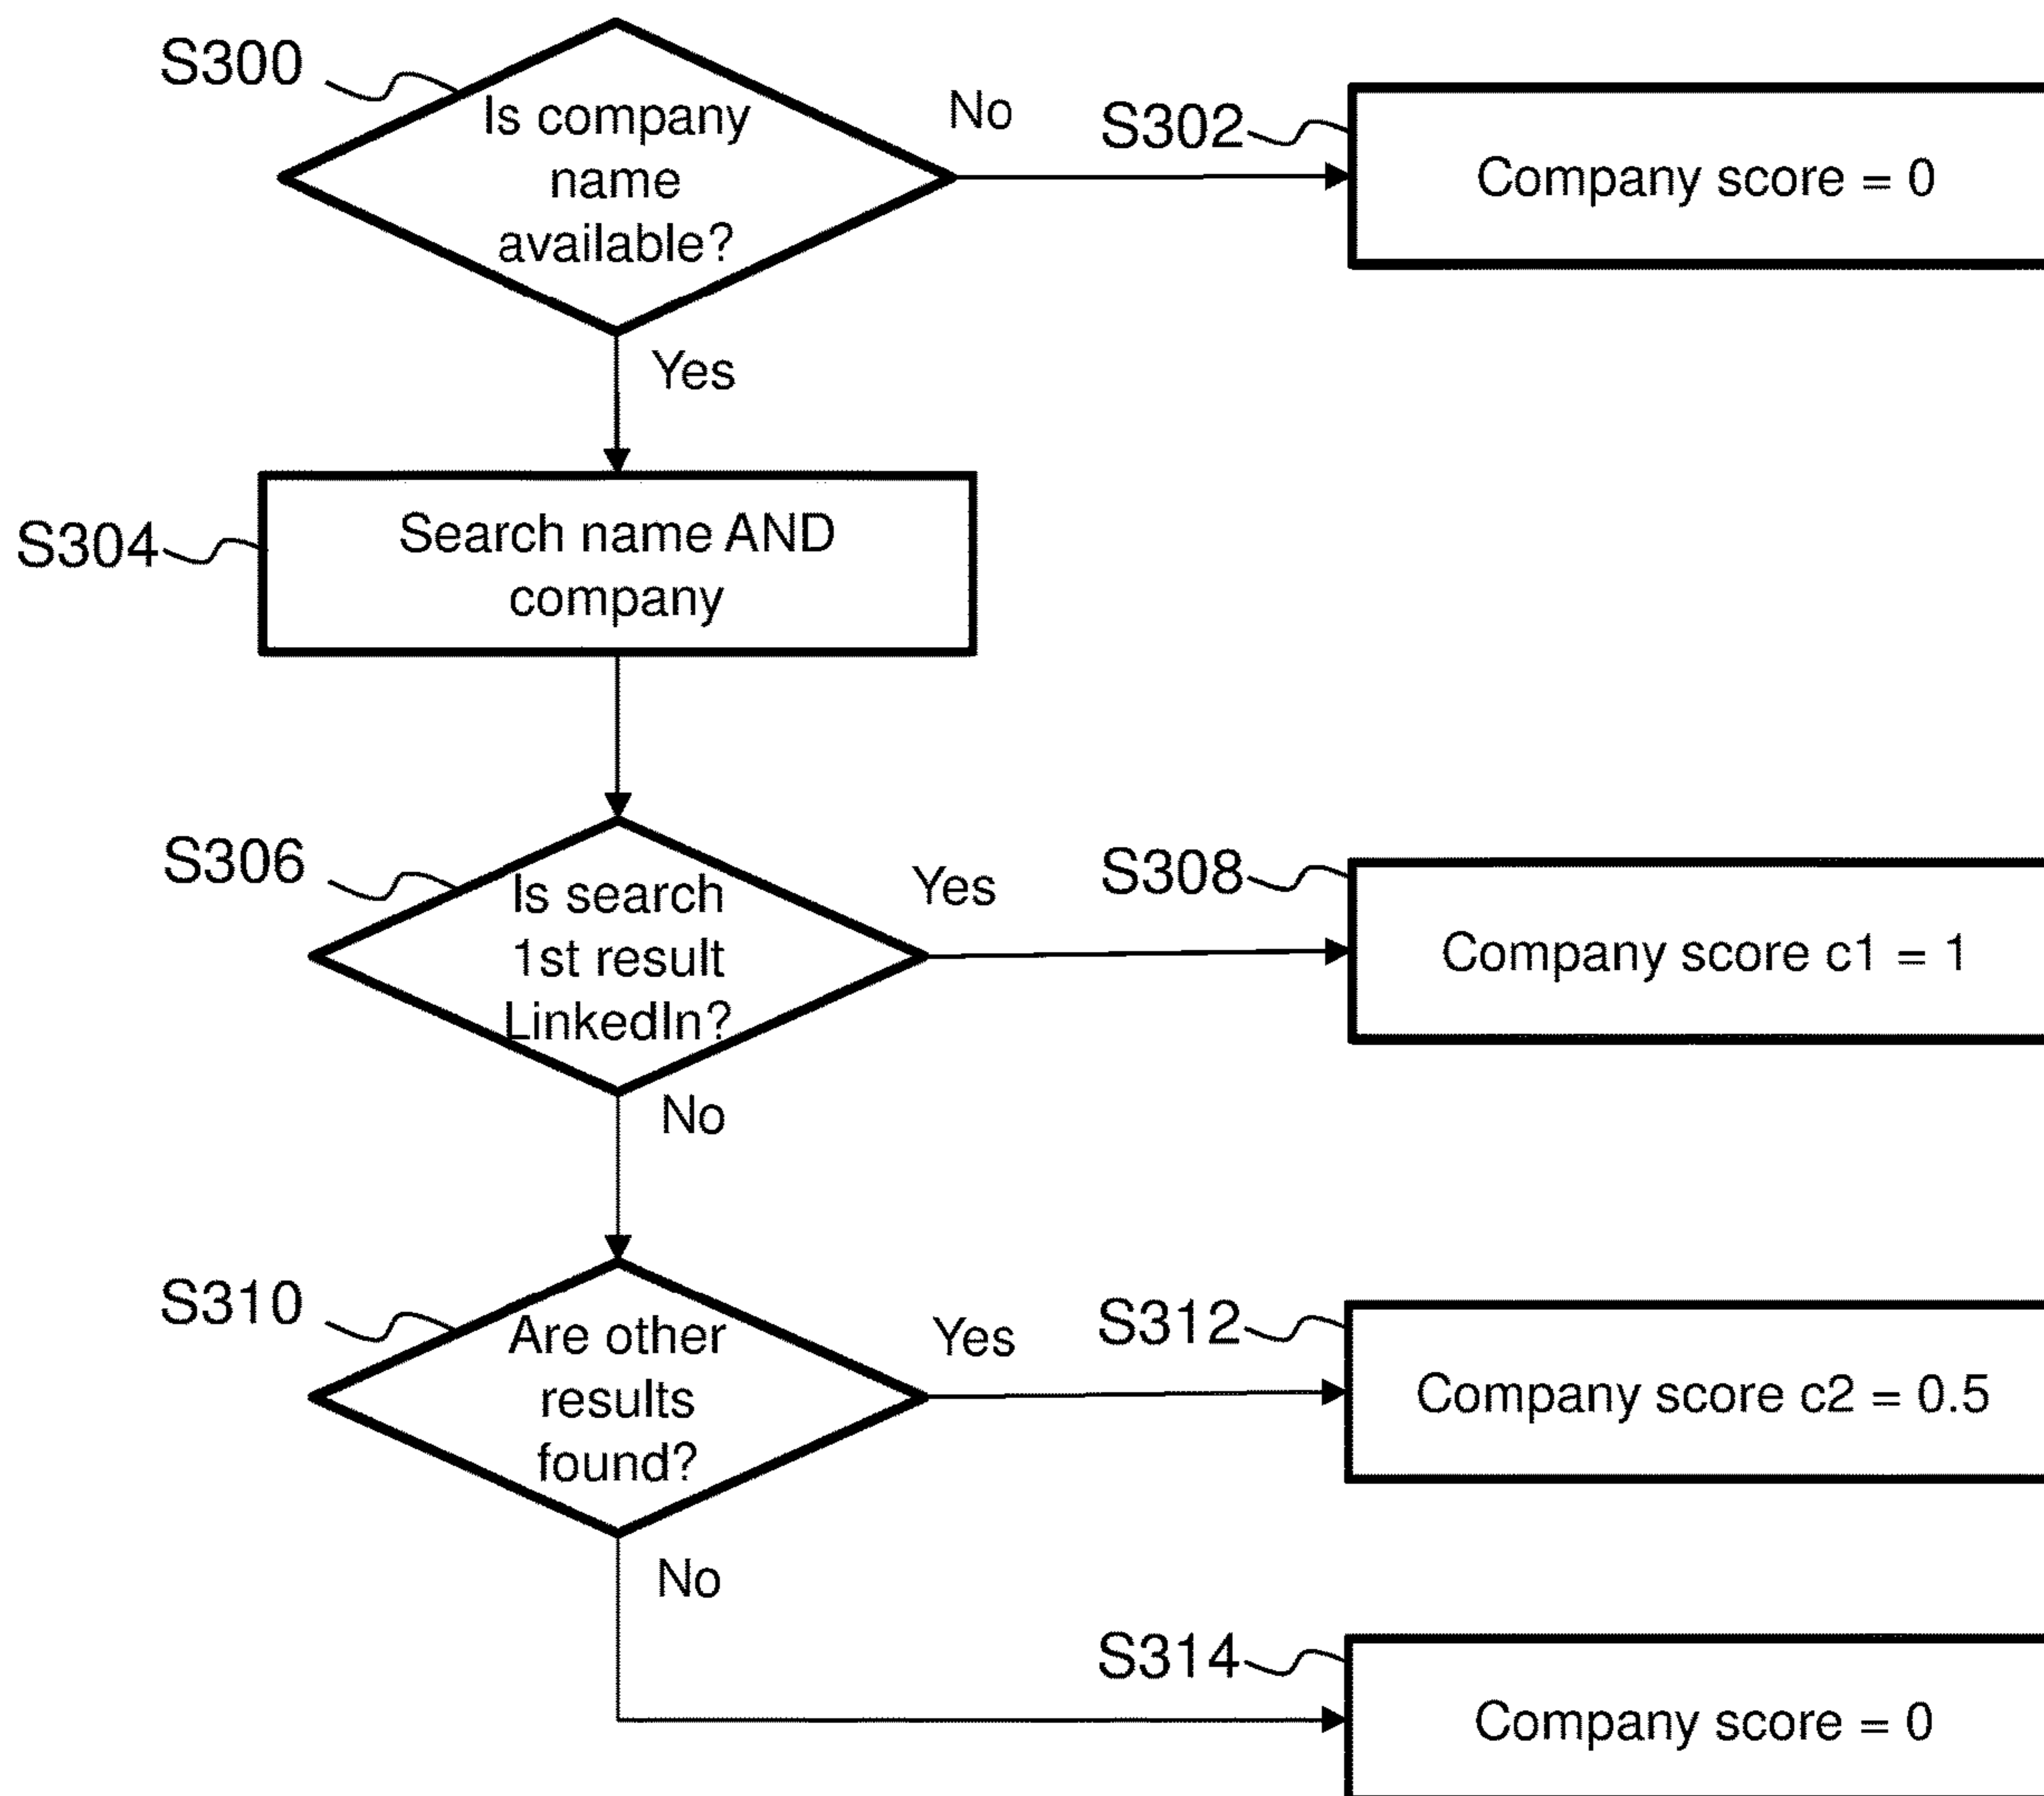 S300
Is company
name
available?
No
S302
Company score = 0
Yes
S304
Search name AND
company
S306
Is search
1st result
LinkedIn?
Yes
S308
Company score c1 = 1
No
S310
Are other
results
found?
Yes
S312
Company score c2 = 0.5
No
S314
Company score = 0